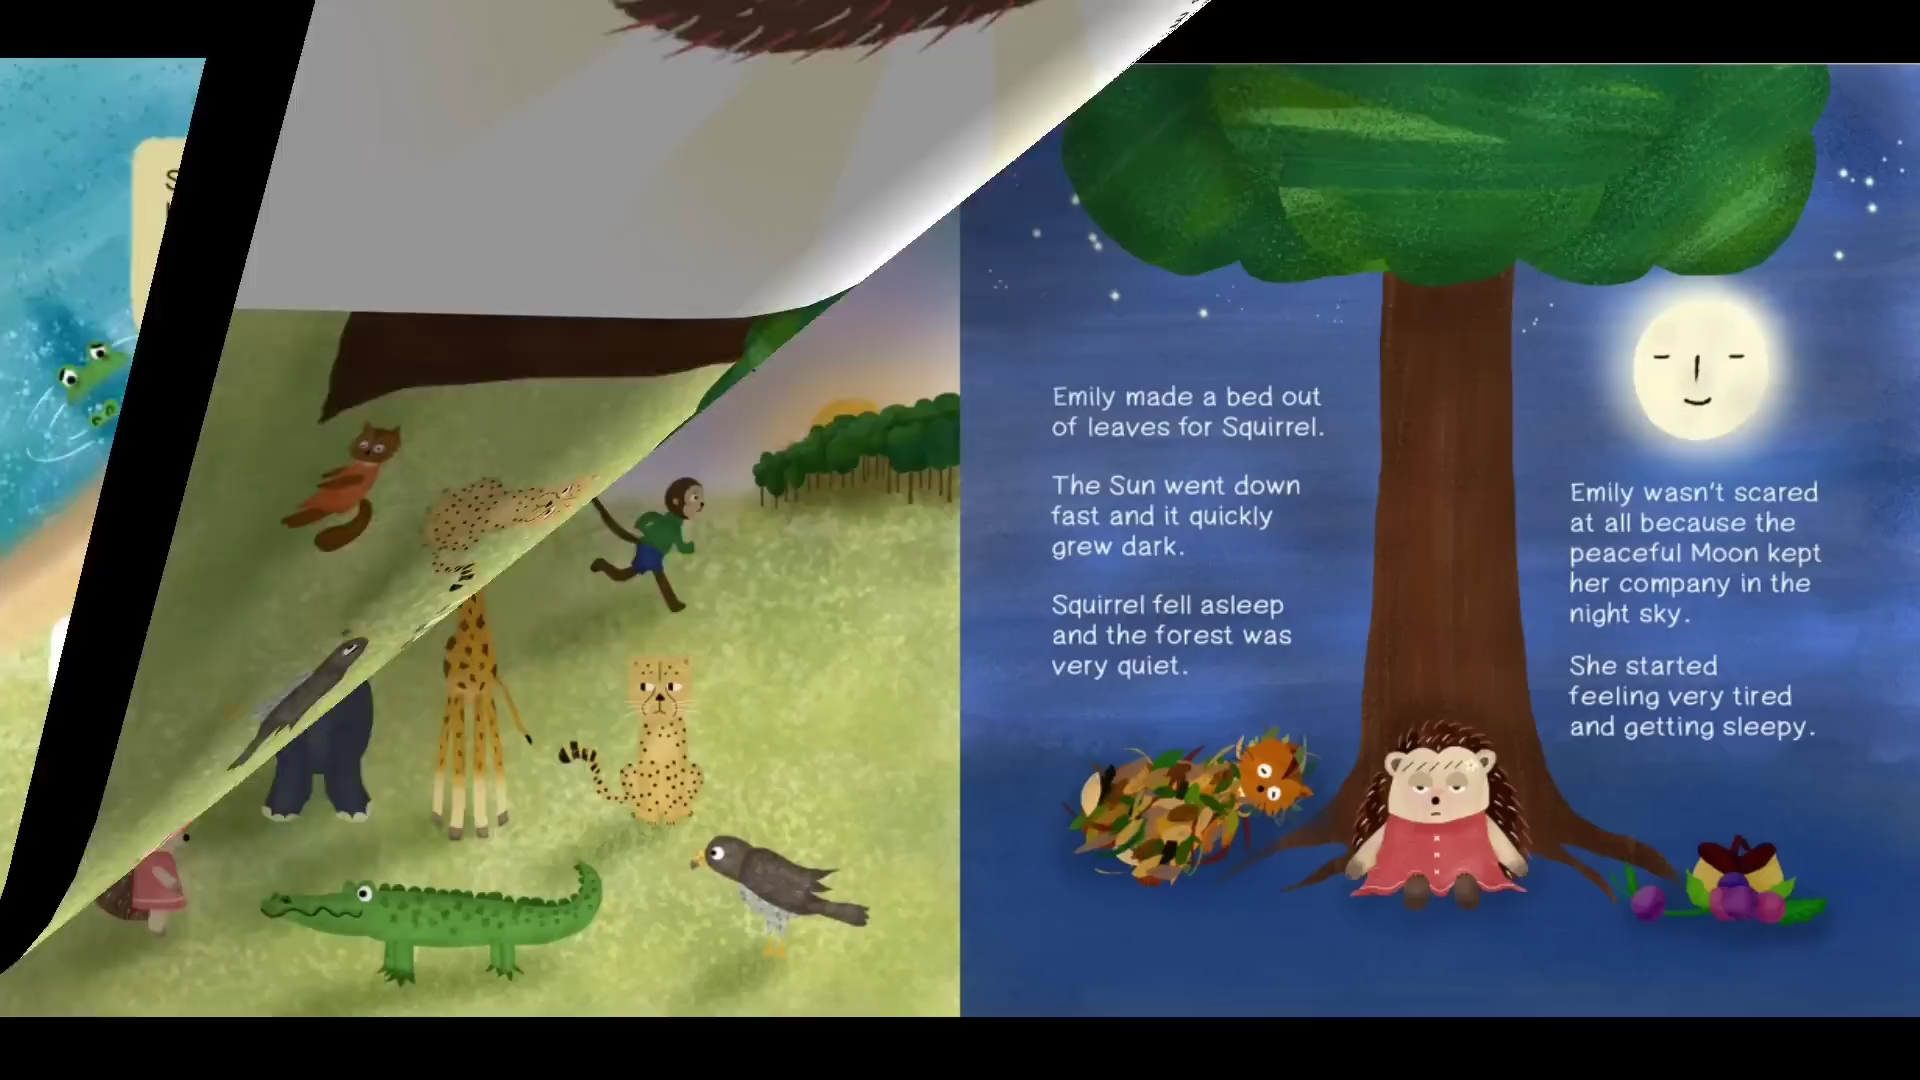 Emily made a bed out
of leaves for Squirrel.
The Sun went down
fast and it quickly
grew dark.
Squirrel fell asleep
and the forest was
very quiet.
Emily wasn't scared
at all because the
peaceful Moon kept
her company in the
night sky.
She started
feeling very tired
and getting sleepy.